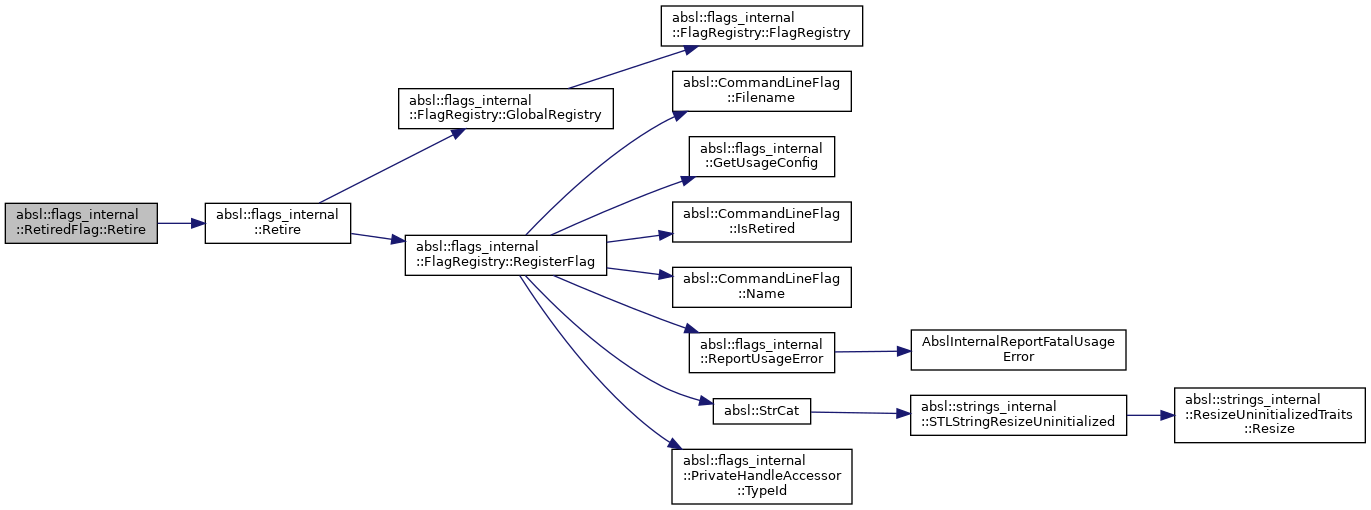 absl::flags_internal
::RetiredFlag::Retire
absl::flags_internal
::Retire
absl::flags_internal
::FlagRegistry::GlobalRegistry
absl::flags_internal
::FlagRegistry::FlagRegistry
absl::flags_internal
::FlagRegistry::RegisterFlag
absl::CommandLineFlag
::Filename
absl::flags_internal
::GetUsageConfig
absl::CommandLineFlag
::IsRetired
absl::CommandLineFlag
::Name
absl::flags_internal
::ReportUsageError
AbslInternalReportFatalUsage
Error
absl::StrCat
absl::strings_internal
::STLStringResizeUninitialized
absl::strings_internal
::ResizeUninitializedTraits
::Resize
absl::flags_internal
::PrivateHandleAccessor
::TypeId